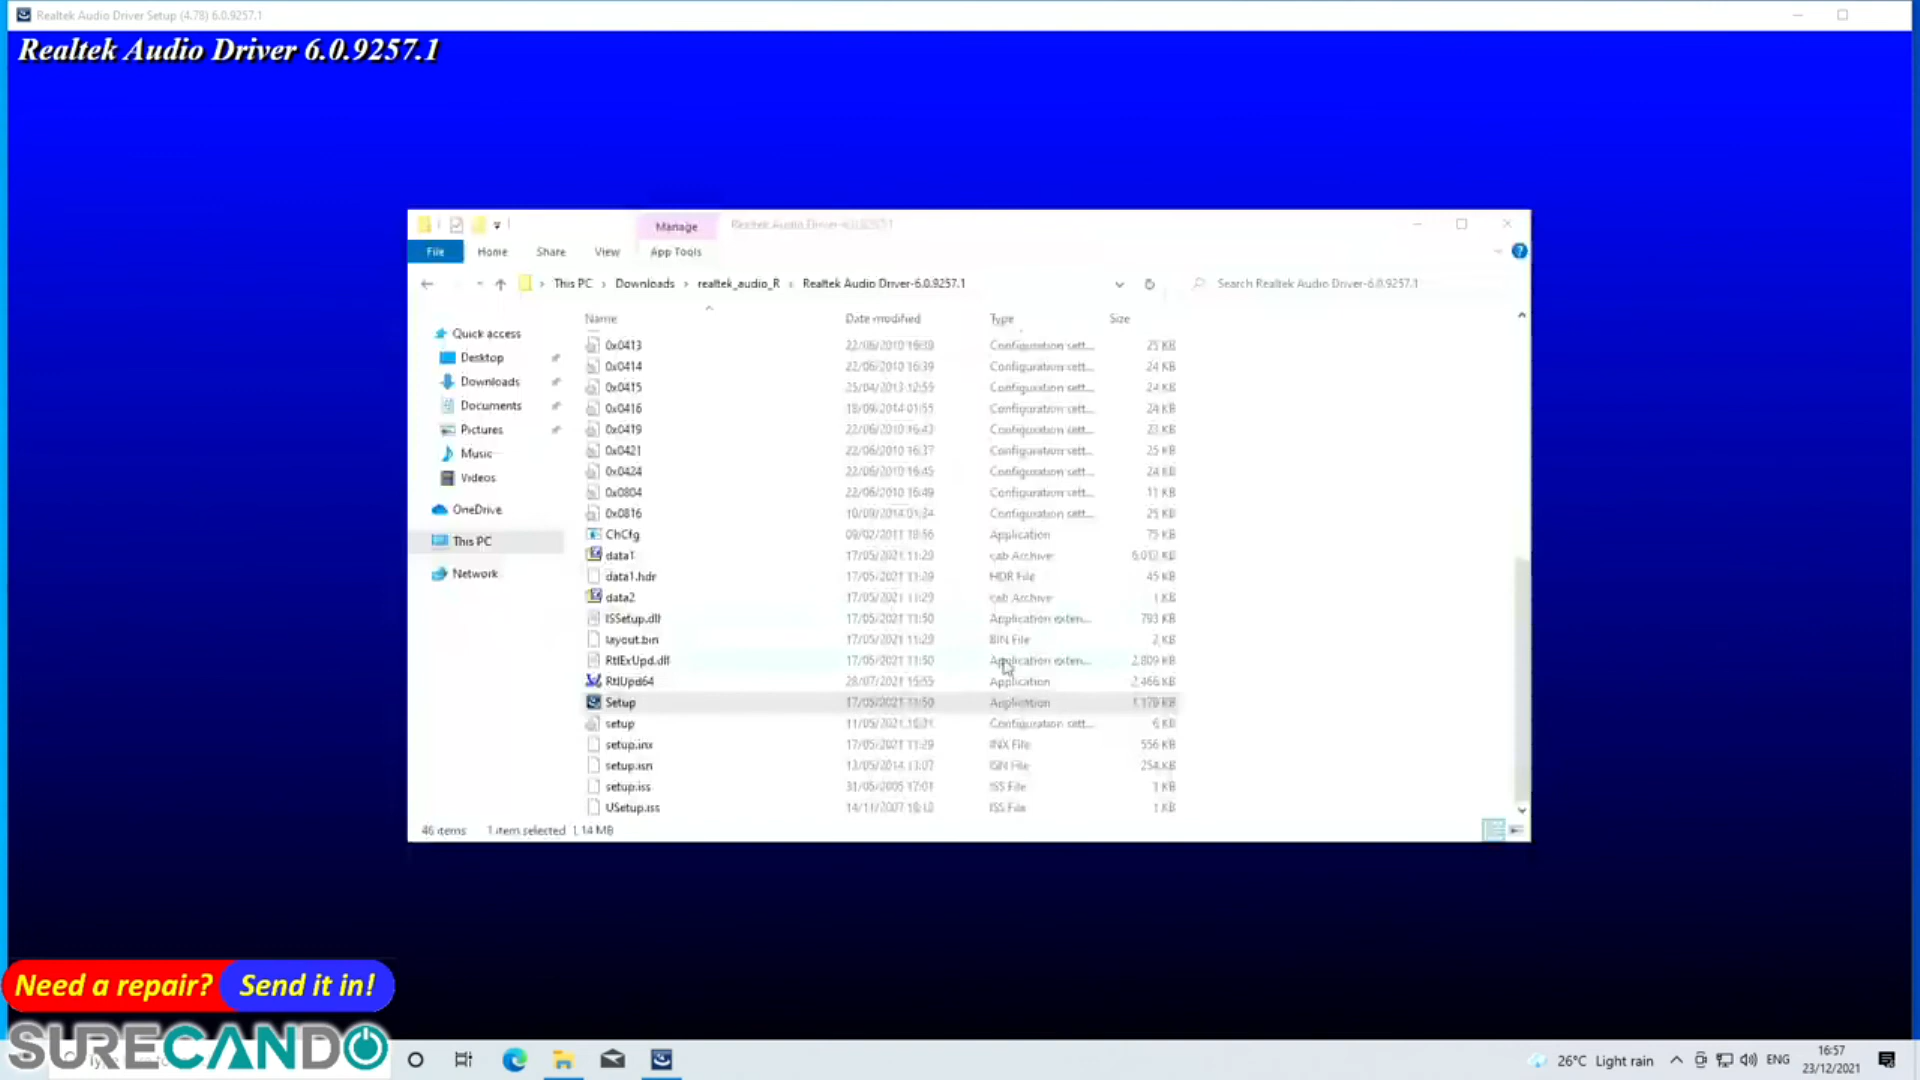 Realtek Audio Driver Setup (4.78) 6.0.9257.1
Realtek Audio Driver 6.0.9257.1
Manage
Realtek Audio Driver-6.0.9257.1
File Home Share View App Tools
This PC Downloads realtek_audio_R Realtek Audio Driver-6.0.9257.1
Search Realtek Audio Driver-6.0.9257.1
Name Date modified Type Size
Quick access
Desktop
Downloads
Documents
Pictures
Music
Videos
OneDrive
This PC
Network
0x0413 22/06/2010 16:39 Configuration sett... 25 KB
0x0414 22/06/2010 16:39 Configuration sett... 24 KB
0x0415 25/04/2013 12:59 Configuration sett... 24 KB
0x0416 18/09/2014 01:55 Configuration sett... 24 KB
0x0419 22/06/2010 16:43 Configuration sett... 23 KB
0x0421 22/06/2010 16:37 Configuration sett... 25 KB
0x0424 22/06/2010 16:45 Configuration sett... 24 KB
0x0804 22/06/2010 16:49 Configuration sett... 11 KB
0x0816 10/09/2014 01:34 Configuration sett... 25 KB
ChCfg 09/02/2011 Application 75 KB
data1 17/05/2021 11:29 cab Archive
data1.hdr 17/05/2021 11:29 HDR File 45 KB
data2 17/05/2021 11:29 cab Archive 1 KB
ISSetup.dll 17/05/2021 11:50 Application exten... 793 KB
layout.bin 17/05/2021 11:29 BIN File 2 KB
RtlExUpd.dll 17/05/2021 11:50 Application exten... 2,809 KB
RtlUpd64 28/07/2021 15:55 Application 2,466 KB
Setup 17/05/2021 11:50 Application
setup 11/05/2021 Configuration sett... 6 KB
setup.inx 17/05/2021 11:29 INX File 556 KB
setup.isn 13/05/2014 13:07 ISN File 254 KB
setup.iss 31/05/2005 17:01 ISS File 1 KB
USetup.iss 14/11/2007 ISS File 1 KB
46 items 1 item selected 1.14 MB
Need a repair? Send it in!
SURECANDO
26°C Light rain ENG 16:57
23/12/2021